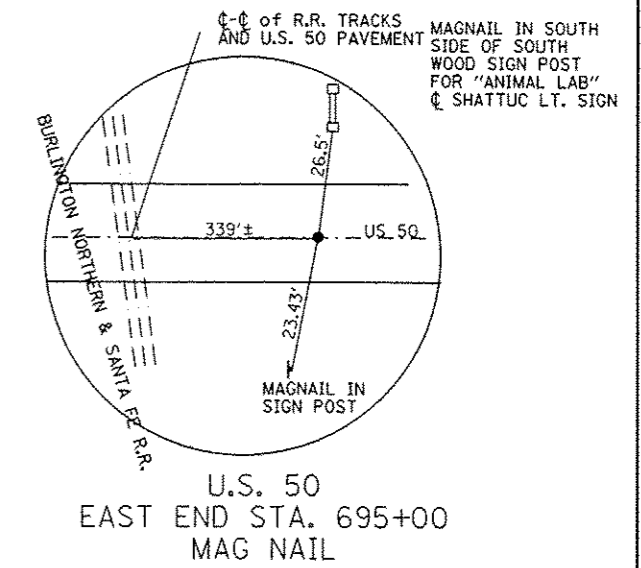 ℄-℄ of R.R. TRACKS
AND U.S. 50 PAVEMENT
MAGNAIL IN SOUTH
SIDE OF SOUTH
WOOD SIGN POST
FOR "ANIMAL LAB"
℄ SHATTUC LT. SIGN
BURLINGTON NORTHERN & SANTA FE R.R.
26.5'
339'±
US 50
23.43'
MAGNAIL IN
SIGN POST
U.S. 50
EAST END STA. 695+00
MAG NAIL